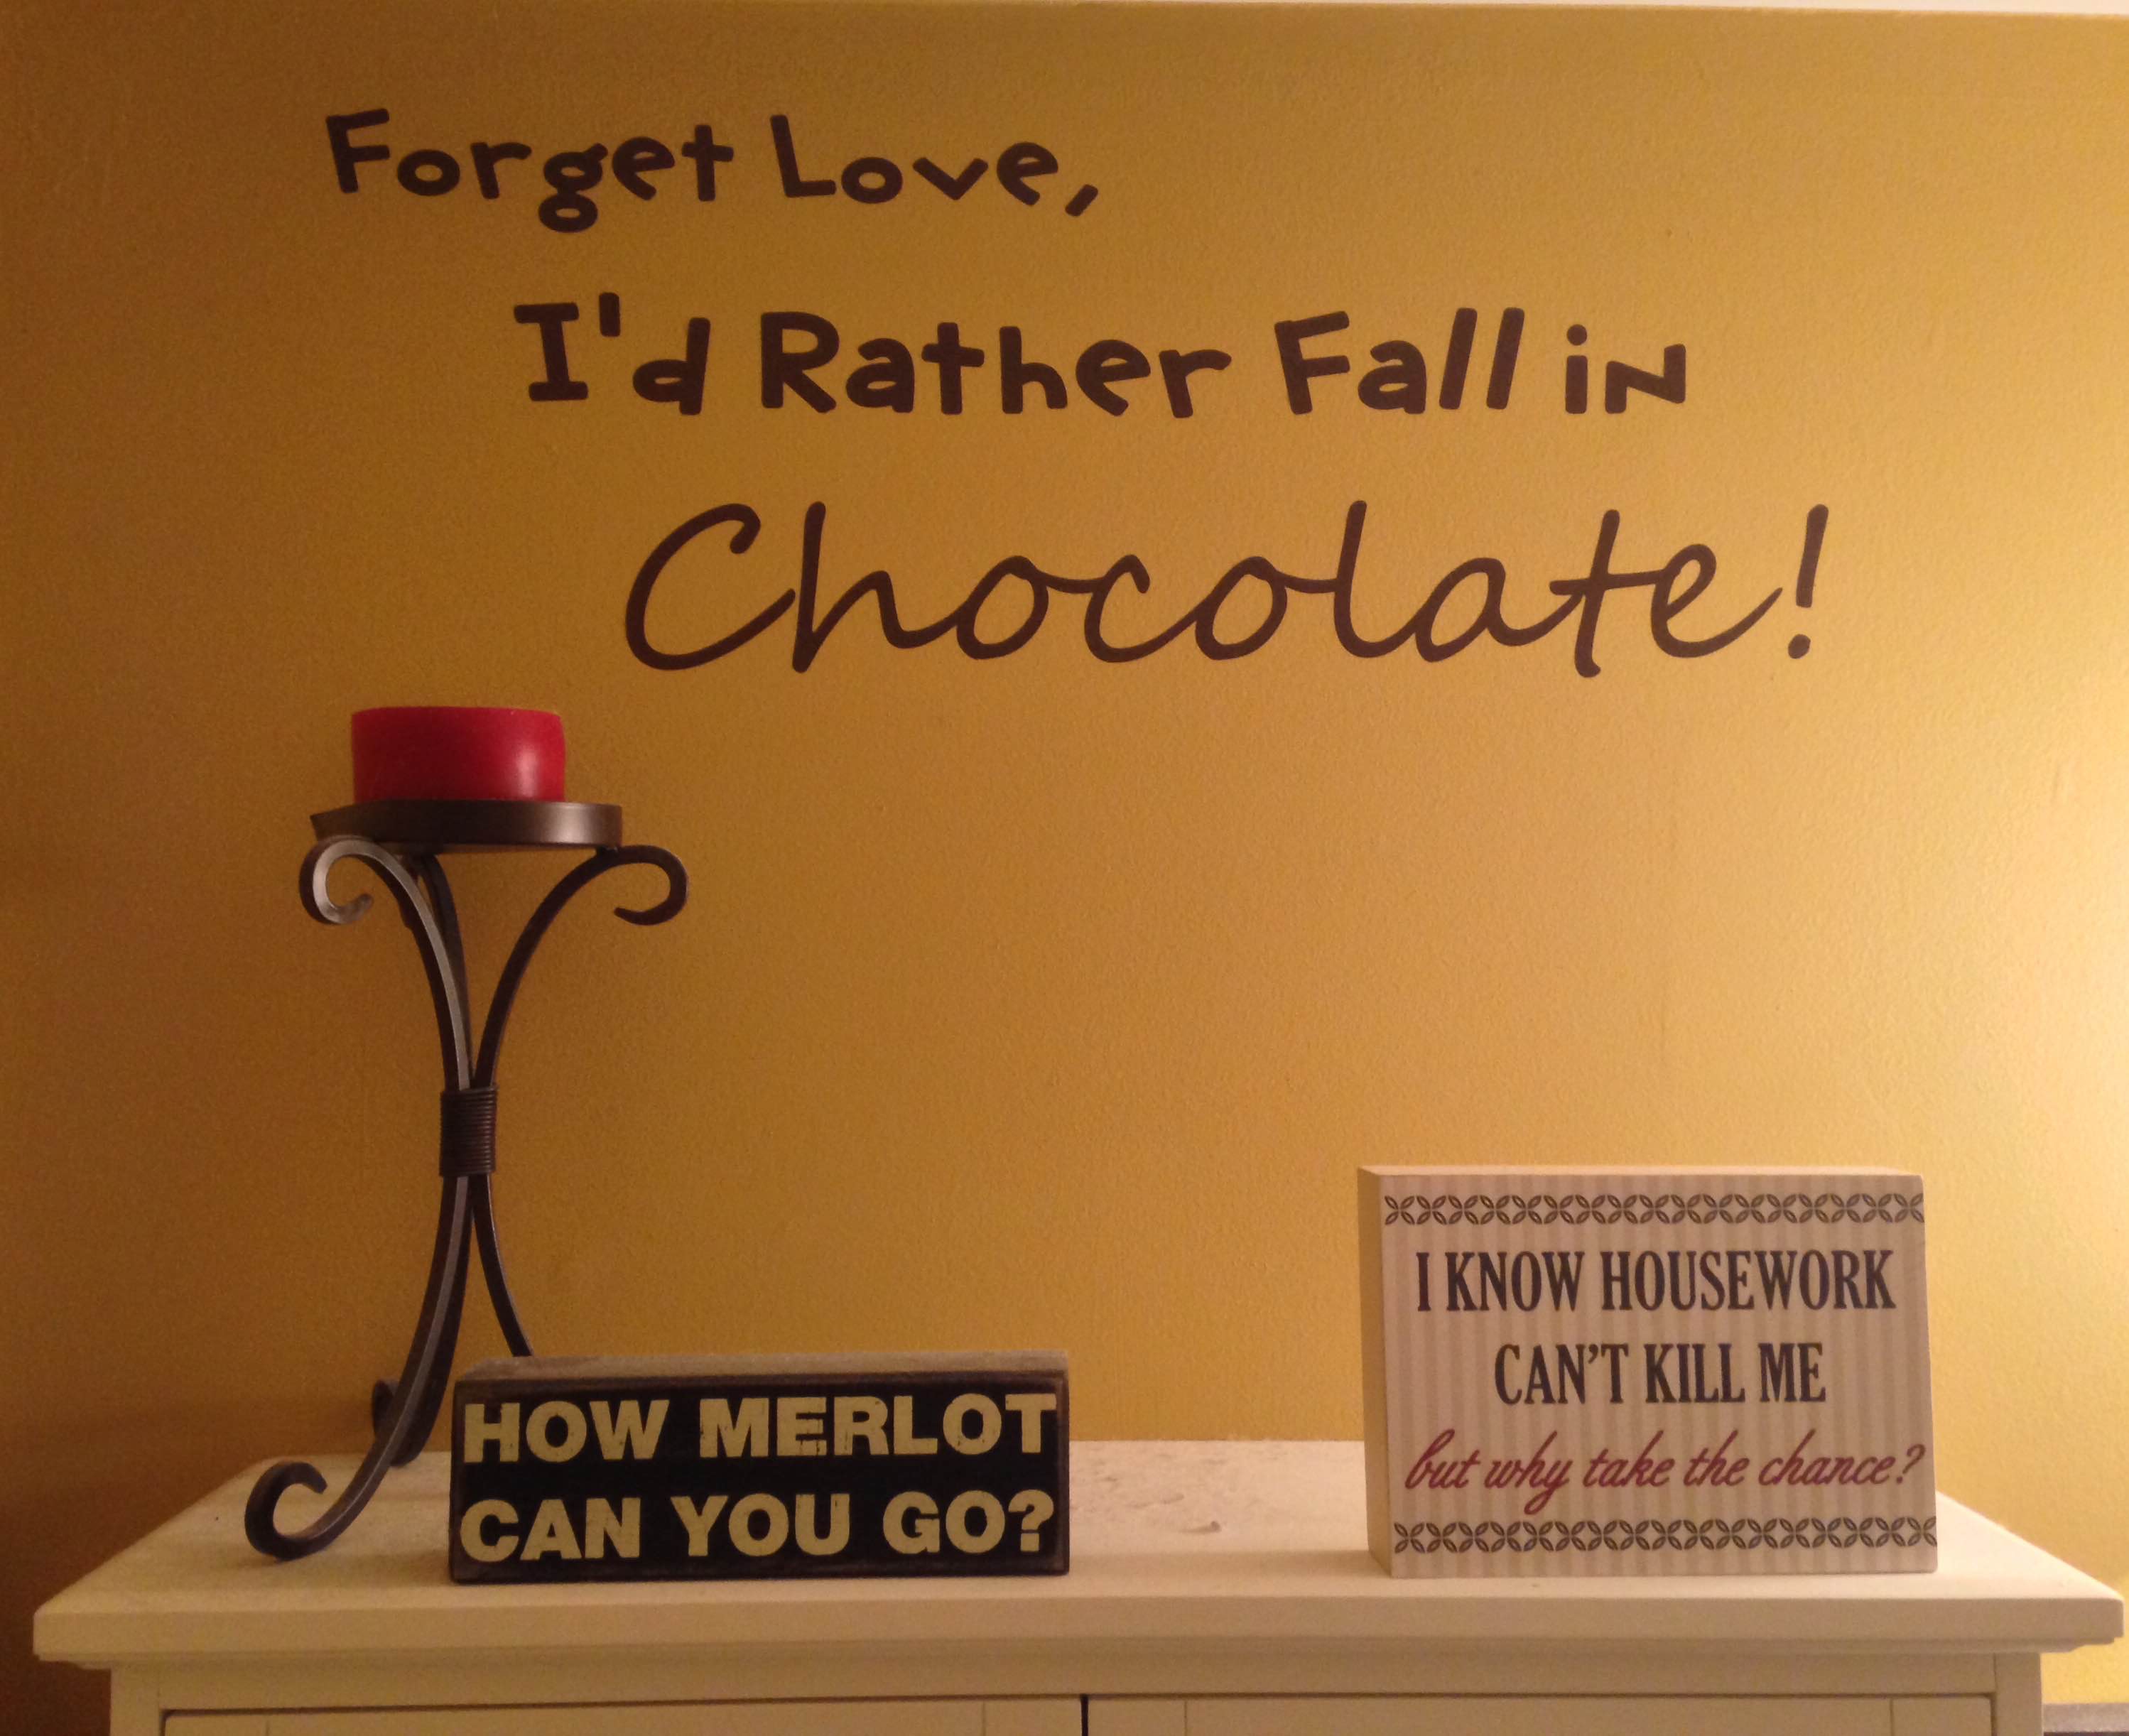 Forget Love,
I'd Rather Fall in
Chocolate!
HOW MERLOT
CAN YOU GO?
I KNOW HOUSEWORK
CAN'T KILL ME
but why take the chance?